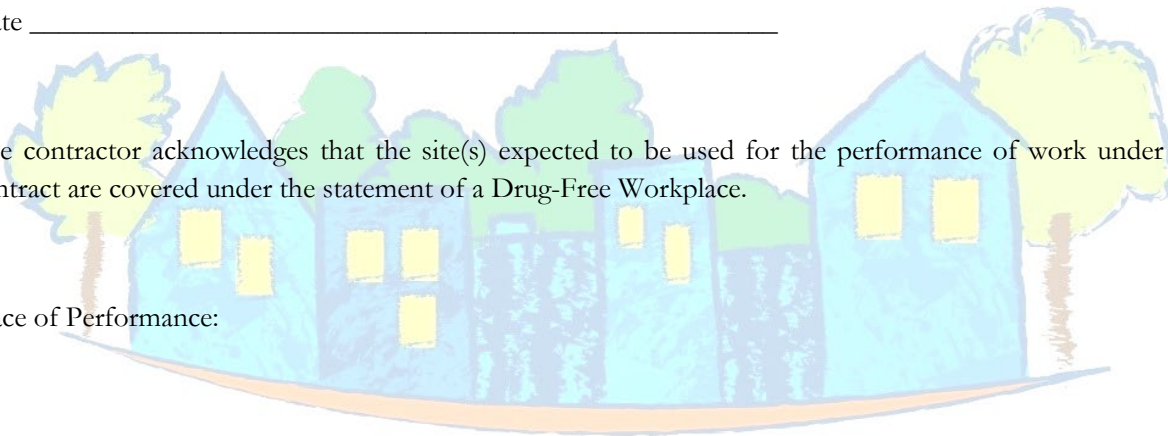 ate ___________________________________________________
e contractor acknowledges that the site(s) expected to be used for the performance of work under
ntract are covered under the statement of a Drug-Free Workplace.
ace of Performance: